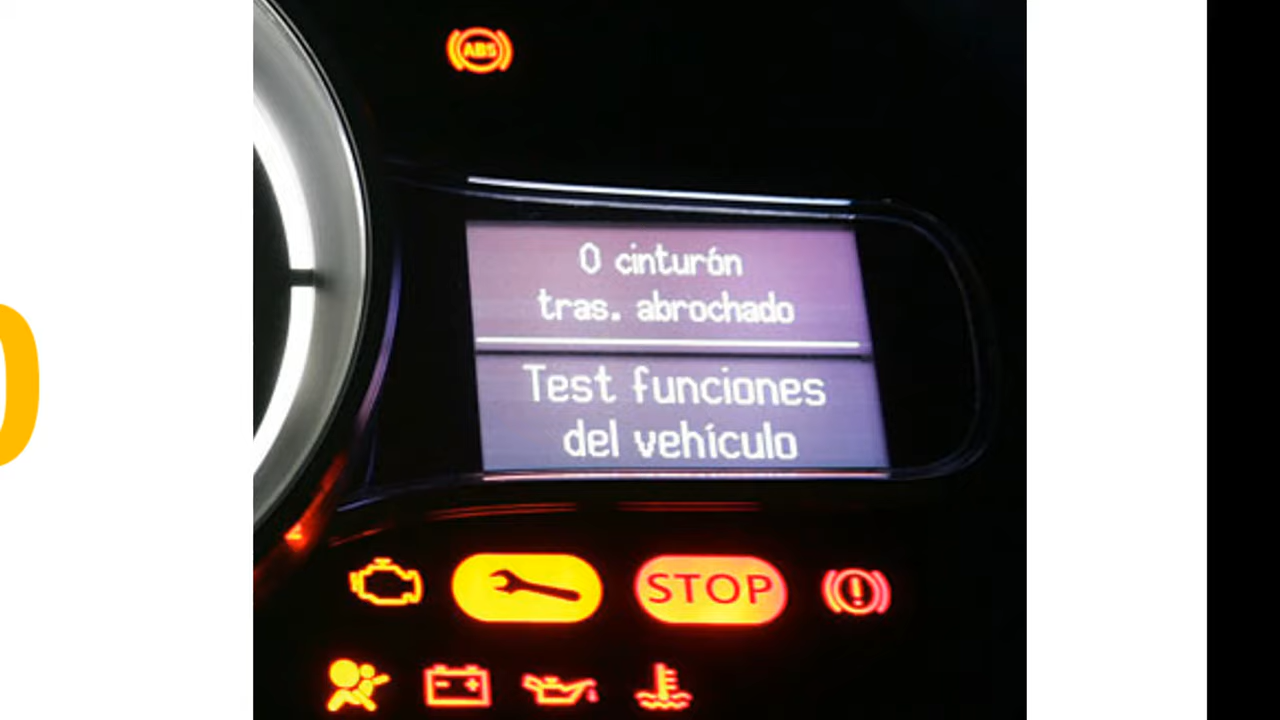 ABS
0 cinturón
tras. abrochado
Test funciones
del vehículo
STOP